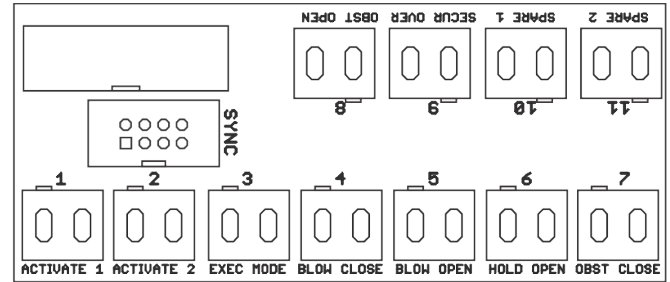 OBST OPEN SECUR OVER SPARE 1 SPARE 2
8 9 10 11
SYNC
1 2 3 4 5 6 7
ACTIVATE 1 ACTIVATE 2 EXEC MODE BLOW CLOSE BLOW OPEN HOLD OPEN OBST CLOSE